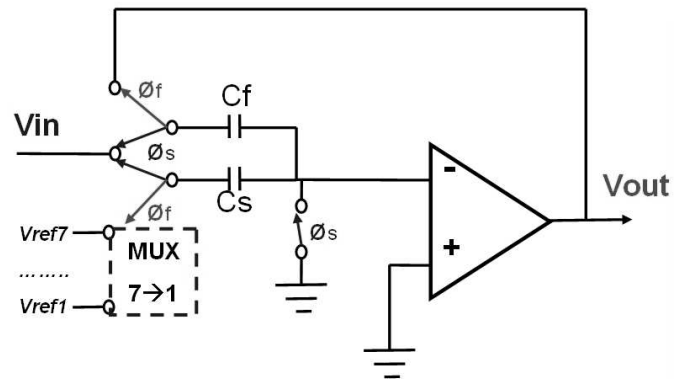 Øf
Cf
Vin
Øs
Cs
Øf
Vref7
MUX
........
7→1
Vref1
Øs
-
+
Vout